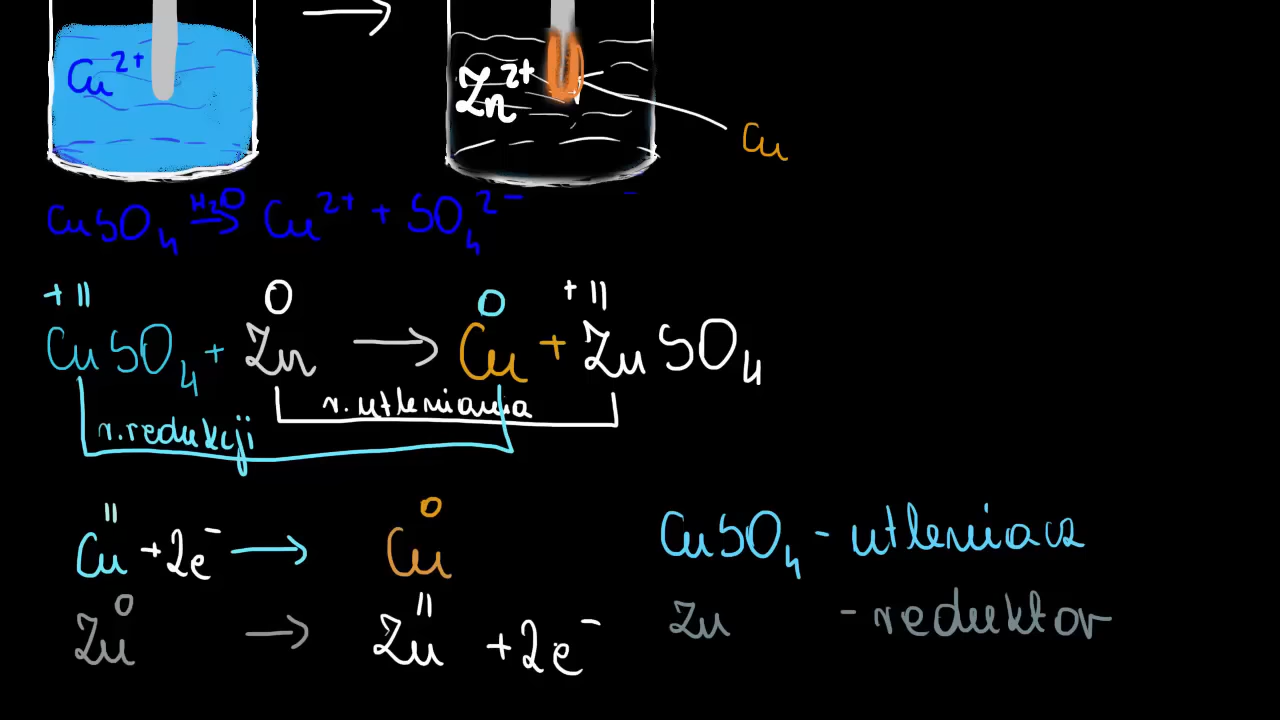 Cu²⁺
Zn²⁺
Cu
CuSO₄ H₂O → Cu²⁺ + SO₄²⁻
+II 0 0 +II
CuSO₄ + Zn → Cu + ZnSO₄
r. utleniania
r. redukcji
II 0
Cu +2e⁻ → Cu
CuSO₄ - utleniacz
0 II
Zn → Zn +2e⁻
Zn - reduktor